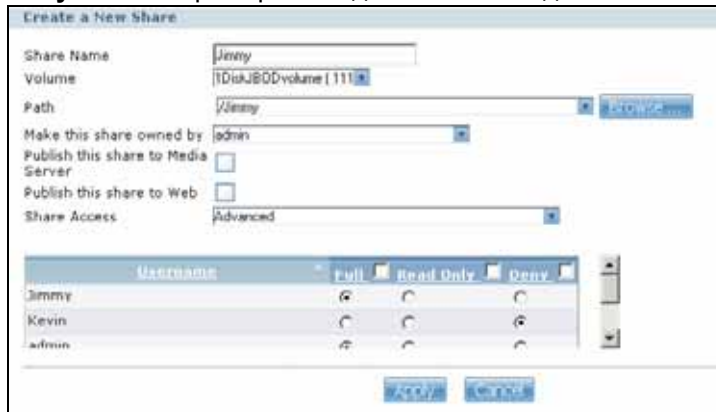 Create a New Share
Share Name Jimmy
Volume 1DiskJBODvolume ( 111
Path /Jimmy Browse....
Make this share owned by admin
Publish this share to Media
Server
Publish this share to Web
Share Access Advanced
Username Full Read Only Deny
Jimmy
Kevin
admin
Apply Cancel